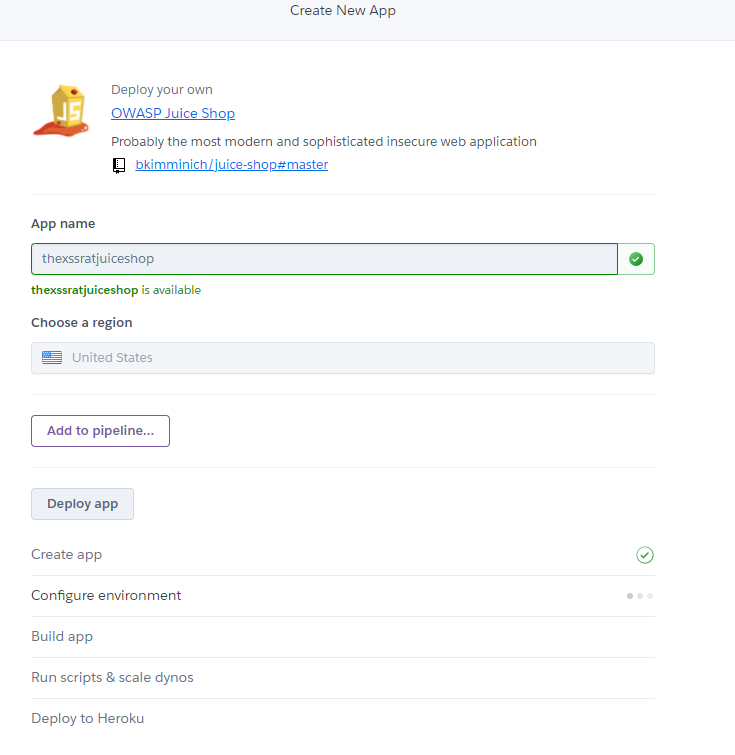 Create New App
JS
Deploy your own
OWASP Juice Shop
Probably the most modern and sophisticated insecure web application
bkimminich/juice-shop#master
App name
thexssratjuiceshop
thexssratjuiceshop is available
Choose a region
United States
Add to pipeline...
Deploy app
Create app
Configure environment
Build app
Run scripts & scale dynos
Deploy to Heroku